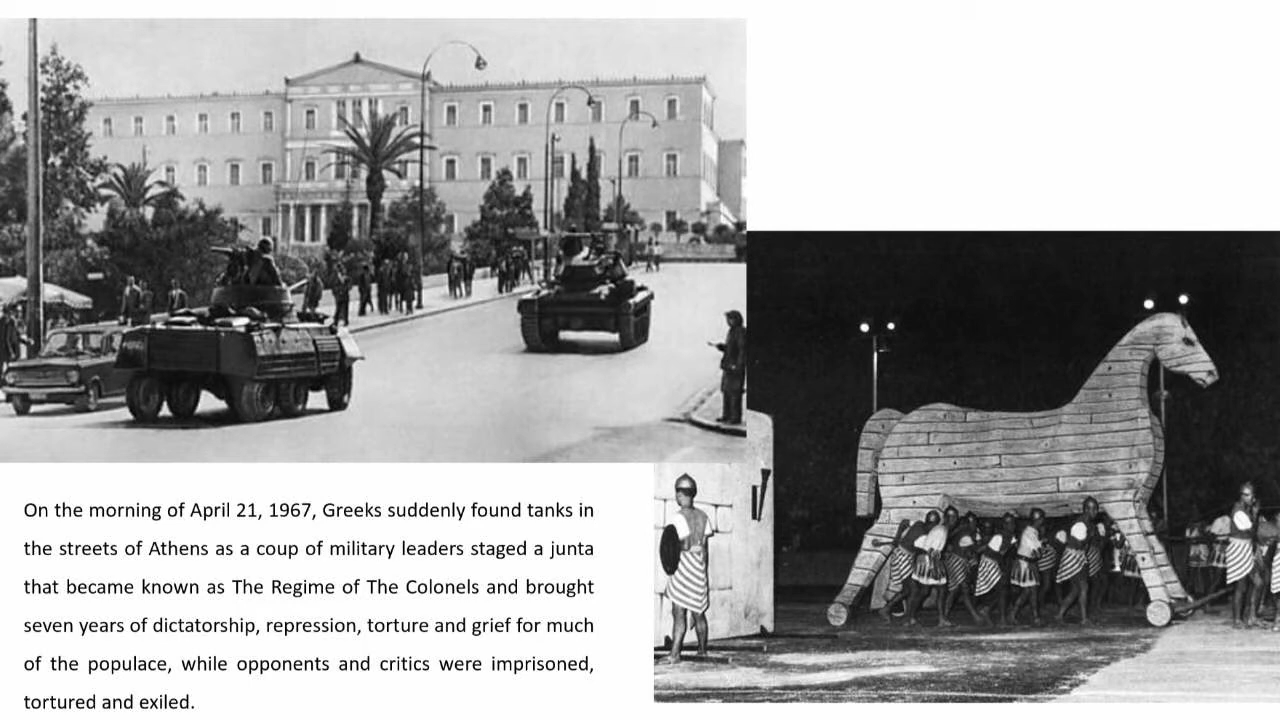 On the morning of April 21, 1967, Greeks suddenly found tanks in
the streets of Athens as a coup of military leaders staged a junta
that became known as The Regime of The Colonels and brought
seven years of dictatorship, repression, torture and grief for much
of the populace, while opponents and critics were imprisoned,
tortured and exiled.